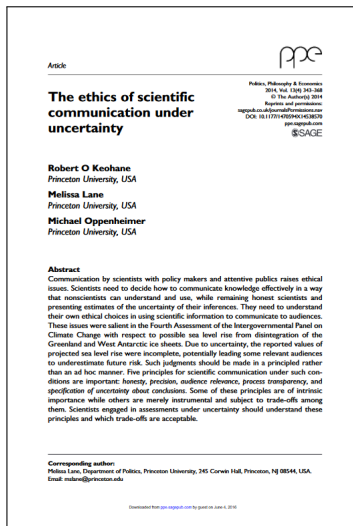 ppe
Article
Politics, Philosophy & Economics
2014, Vol. 13(4) 343–368
© The Author(s) 2014
Reprints and permissions:
sagepub.co.uk/journalsPermissions.nav
DOI: 10.1177/1470594X14538570
ppe.sagepub.com
SAGE
The ethics of scientific
communication under
uncertainty
Robert O Keohane
Princeton University, USA
Melissa Lane
Princeton University, USA
Michael Oppenheimer
Princeton University, USA
Abstract
Communication by scientists with policy makers and attentive publics raises ethical
issues. Scientists need to decide how to communicate knowledge effectively in a way
that nonscientists can understand and use, while remaining honest scientists and
presenting estimates of the uncertainty of their inferences. They need to understand
their own ethical choices in using scientific information to communicate to audiences.
These issues were salient in the Fourth Assessment of the Intergovernmental Panel on
Climate Change with respect to possible sea level rise from disintegration of the
Greenland and West Antarctic ice sheets. Due to uncertainty, the reported values of
projected sea level rise were incomplete, potentially leading some relevant audiences
to underestimate future risk. Such judgments should be made in a principled rather
than an ad hoc manner. Five principles for scientific communication under such con-
ditions are important: honesty, precision, audience relevance, process transparency, and
specification of uncertainty about conclusions. Some of these principles are of intrinsic
importance while others are merely instrumental and subject to trade-offs among
them. Scientists engaged in assessments under uncertainty should understand these
principles and which trade-offs are acceptable.
Corresponding author:
Melissa Lane, Department of Politics, Princeton University, 245 Corwin Hall, Princeton, NJ 08544, USA.
Email: mslane@princeton.edu
Downloaded from ppe.sagepub.com by guest on June 6, 2016